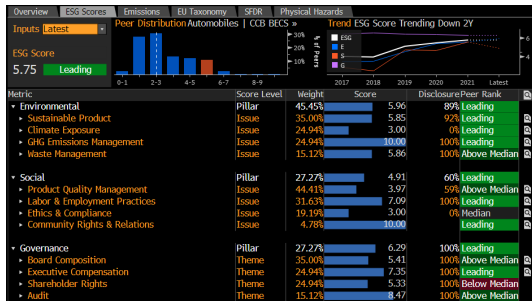 Overview ESG Scores Emissions EU Taxonomy SFDR Physical Hazards
Inputs Latest
Peer Distribution Automobiles | CCB BECS »
Trend ESG Score Trending Down 2Y
ESG Score
5.75 Leading
30%
20%
10%
% of Peers
0-1 2-3 4-5 6-7 8-9
ESG
E
S
G
6
4
2017 2018 2019 2020 2021 Latest
Metric Score Level Weight Score Disclosure Peer Rank
Environmental Pillar 45.45% 5.96 89% Leading
Sustainable Product Issue 35.00% 5.85 92% Leading
Climate Exposure Issue 24.94% 3.00 0% Leading
GHG Emissions Management Issue 24.94% 10.00 100% Leading
Waste Management Issue 15.12% 5.86 100% Above Median
Social Pillar 27.27% 4.91 60% Leading
Product Quality Management Issue 44.41% 3.97 59% Above Median
Labor & Employment Practices Issue 31.63% 7.09 100% Leading
Ethics & Compliance Issue 19.19% 3.00 0% Median
Community Rights & Relations Issue 4.78% 10.00 Leading
Governance Pillar 27.27% 6.29 100% Leading
Board Composition Theme 35.00% 5.41 100% Above Median
Executive Compensation Theme 24.94% 7.35 100% Leading
Shareholder Rights Theme 24.94% 5.33 100% Below Median
Audit Theme 15.12% 8.47 100% Above Median